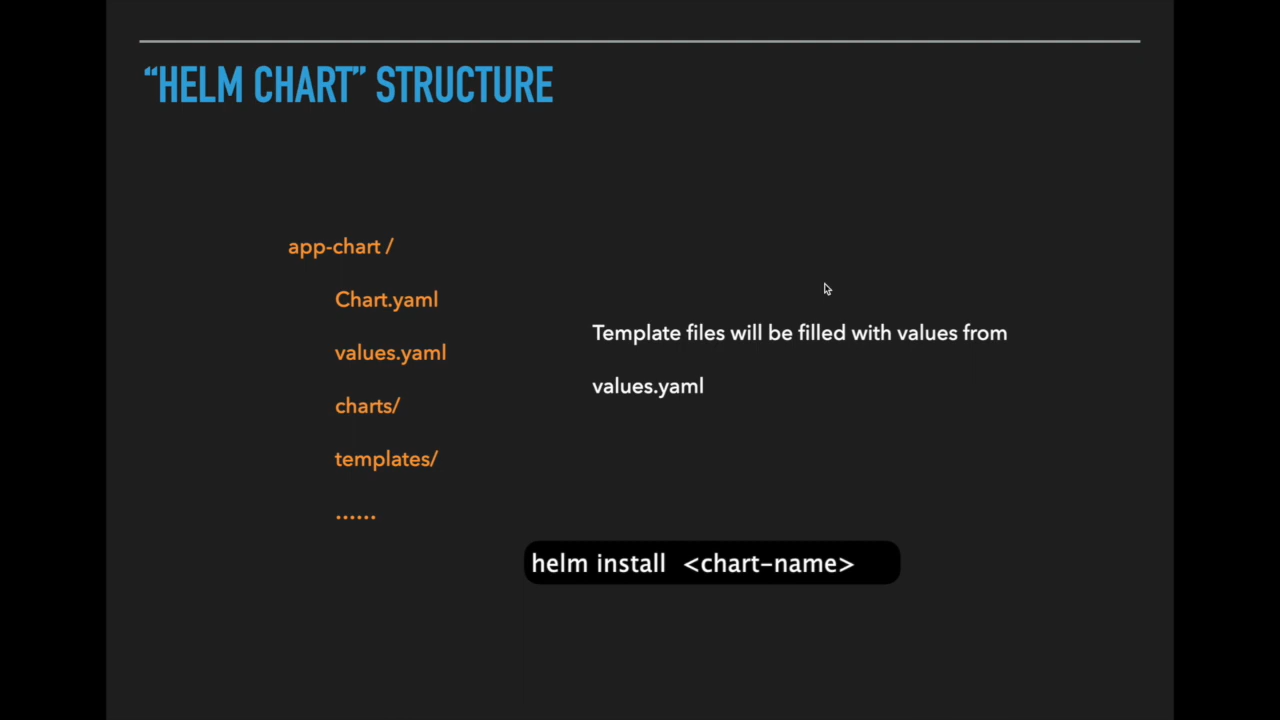 “HELM CHART” STRUCTURE
app-chart /
Chart.yaml
values.yaml
charts/
templates/
......
Template files will be filled with values from
values.yaml
helm install <chart-name>